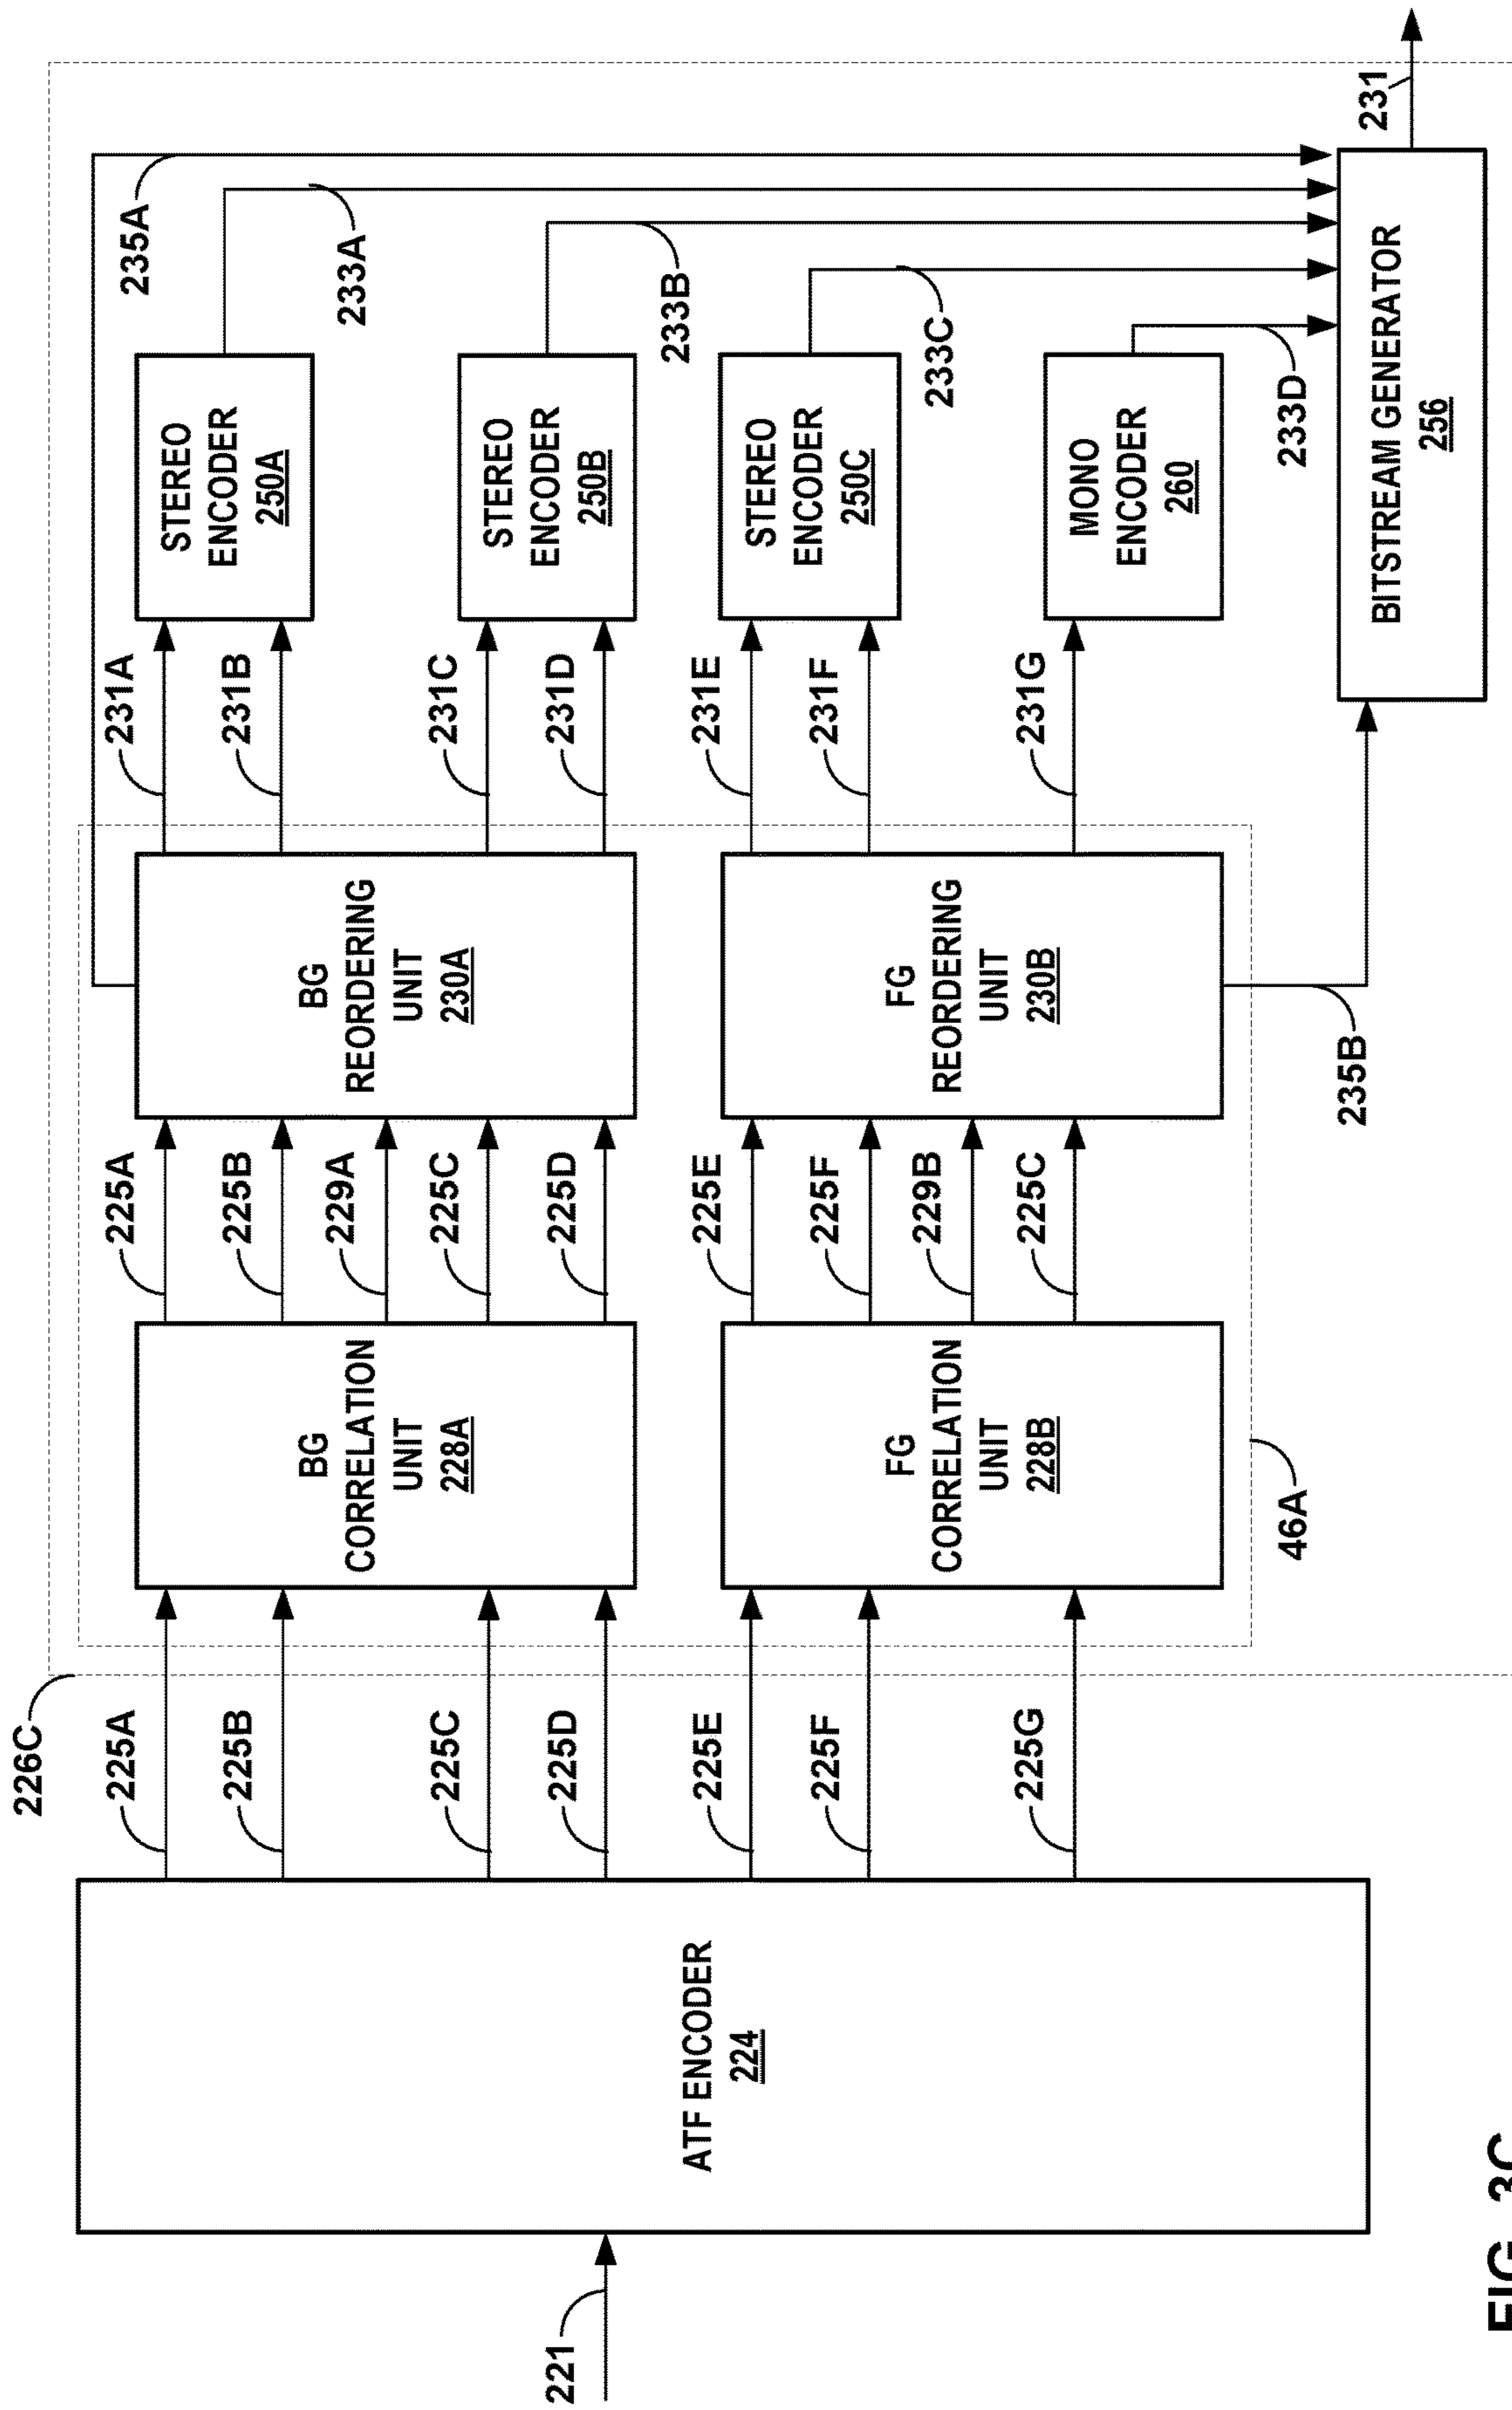 221
ATF ENCODER
224
225A
225B
225C
225D
225E
225F
225G
226C
BG
CORRELATION
UNIT
228A
FG
CORRELATION
UNIT
228B
46A
225A
225B
229A
225C
225D
225E
225F
229B
225C
BG
REORDERING
UNIT
230A
FG
REORDERING
UNIT
230B
235B
231A
231B
231C
231D
231E
231F
231G
STEREO
ENCODER
250A
STEREO
ENCODER
250B
STEREO
ENCODER
250C
MONO
ENCODER
260
235A
233A
233B
233C
233D
BITSTREAM GENERATOR
256
231
FIG. 3C